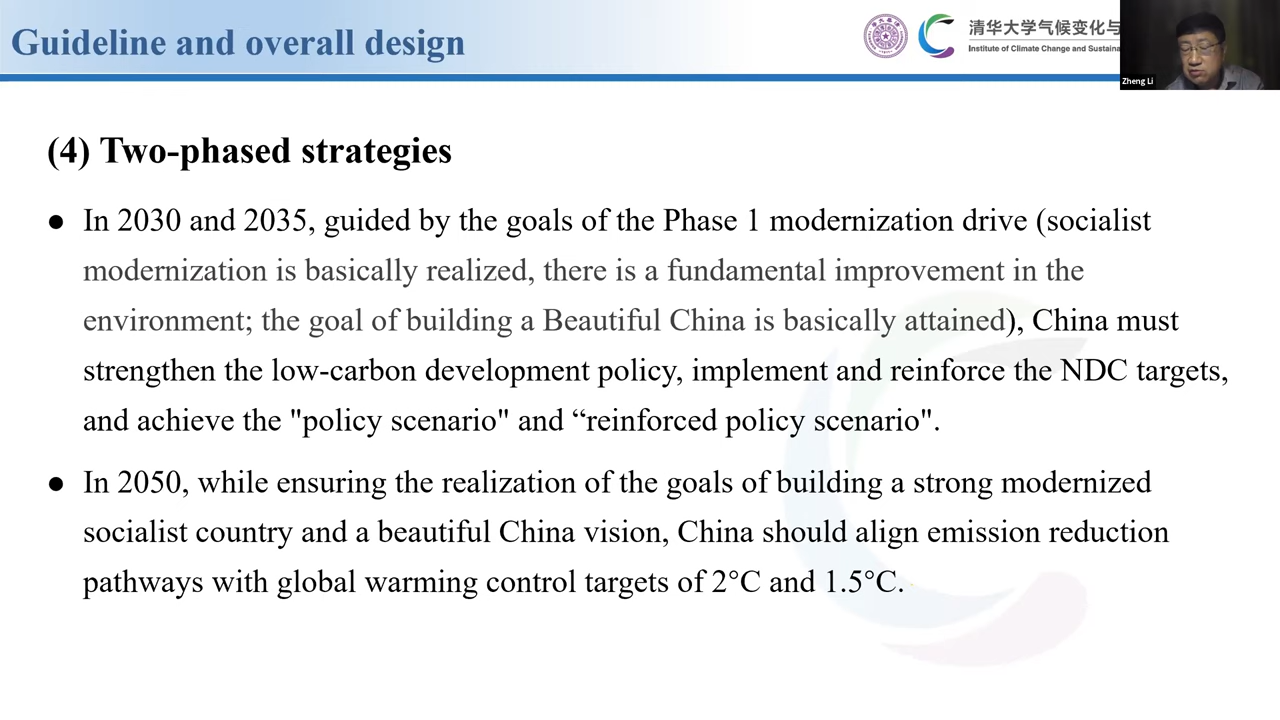 Guideline and overall design
清华大学气候变化与
Institute of Climate Change and Sustaina
Zheng Li
(4) Two-phased strategies
● In 2030 and 2035, guided by the goals of the Phase 1 modernization drive (socialist
modernization is basically realized, there is a fundamental improvement in the
environment; the goal of building a Beautiful China is basically attained), China must
strengthen the low-carbon development policy, implement and reinforce the NDC targets,
and achieve the "policy scenario" and “reinforced policy scenario".
● In 2050, while ensuring the realization of the goals of building a strong modernized
socialist country and a beautiful China vision, China should align emission reduction
pathways with global warming control targets of 2°C and 1.5°C.